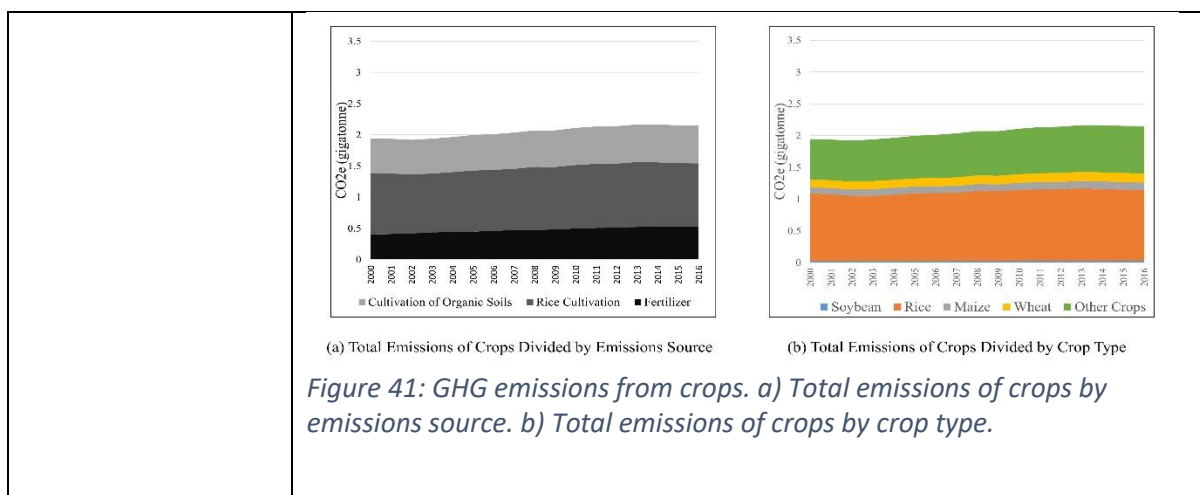 3.5
3
2.5
2
1.5
1
0.5
0
CO2e (gigatonne)
2000 2001 2002 2003 2004 2005 2006 2007 2008 2009 2010 2011 2012 2013 2014 2015 2016
Cultivation of Organic Soils Rice Cultivation Fertilizer
(a) Total Emissions of Crops Divided by Emissions Source
3.5
3
2.5
2
1.5
1
0.5
0
CO2e (gigatonne)
2000 2001 2002 2003 2004 2005 2006 2007 2008 2009 2010 2011 2012 2013 2014 2015 2016
Soybean Rice Maize Wheat Other Crops
(b) Total Emissions of Crops Divided by Crop Type
Figure 41: GHG emissions from crops. a) Total emissions of crops by
emissions source. b) Total emissions of crops by crop type.